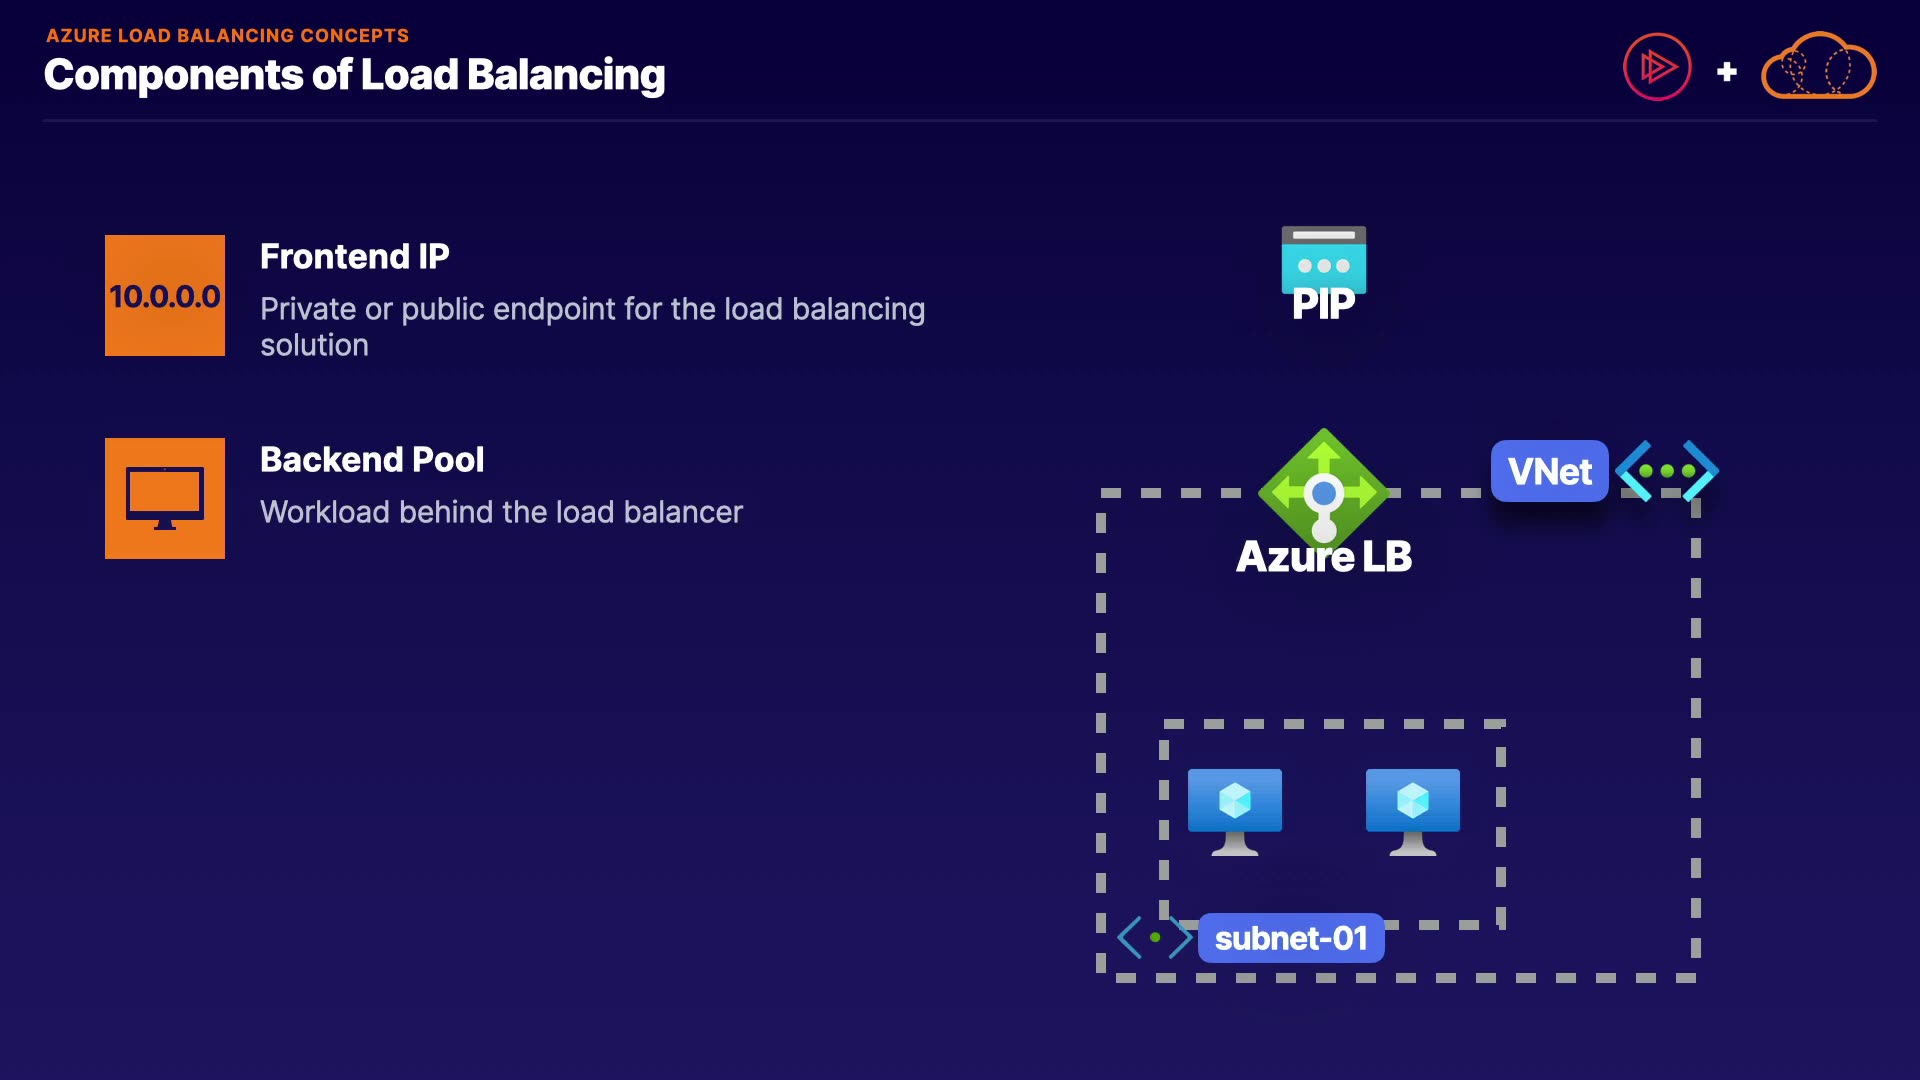 AZURE LOAD BALANCING CONCEPTS
Components of Load Balancing
10.0.0.0
Frontend IP
Private or public endpoint for the load balancing
solution
Backend Pool
Workload behind the load balancer
PIP
VNet
Azure LB
subnet-01